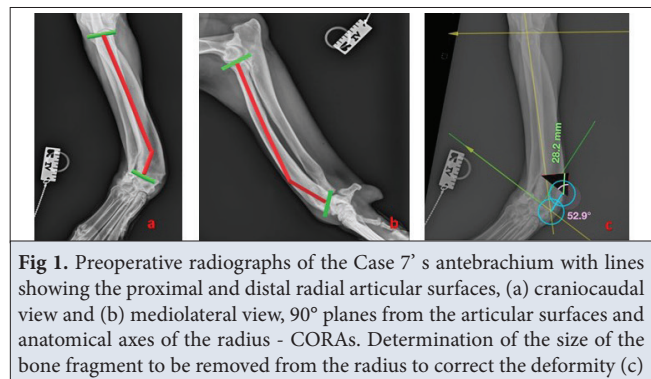 28.2 mm
52.9°
a
b
c
Fig 1. Preoperative radiographs of the Case 7' s antebrachium with lines
showing the proximal and distal radial articular surfaces, (a) craniocaudal
view and (b) mediolateral view, 90° planes from the articular surfaces and
anatomical axes of the radius - CORAs. Determination of the size of the
bone fragment to be removed from the radius to correct the deformity (c)